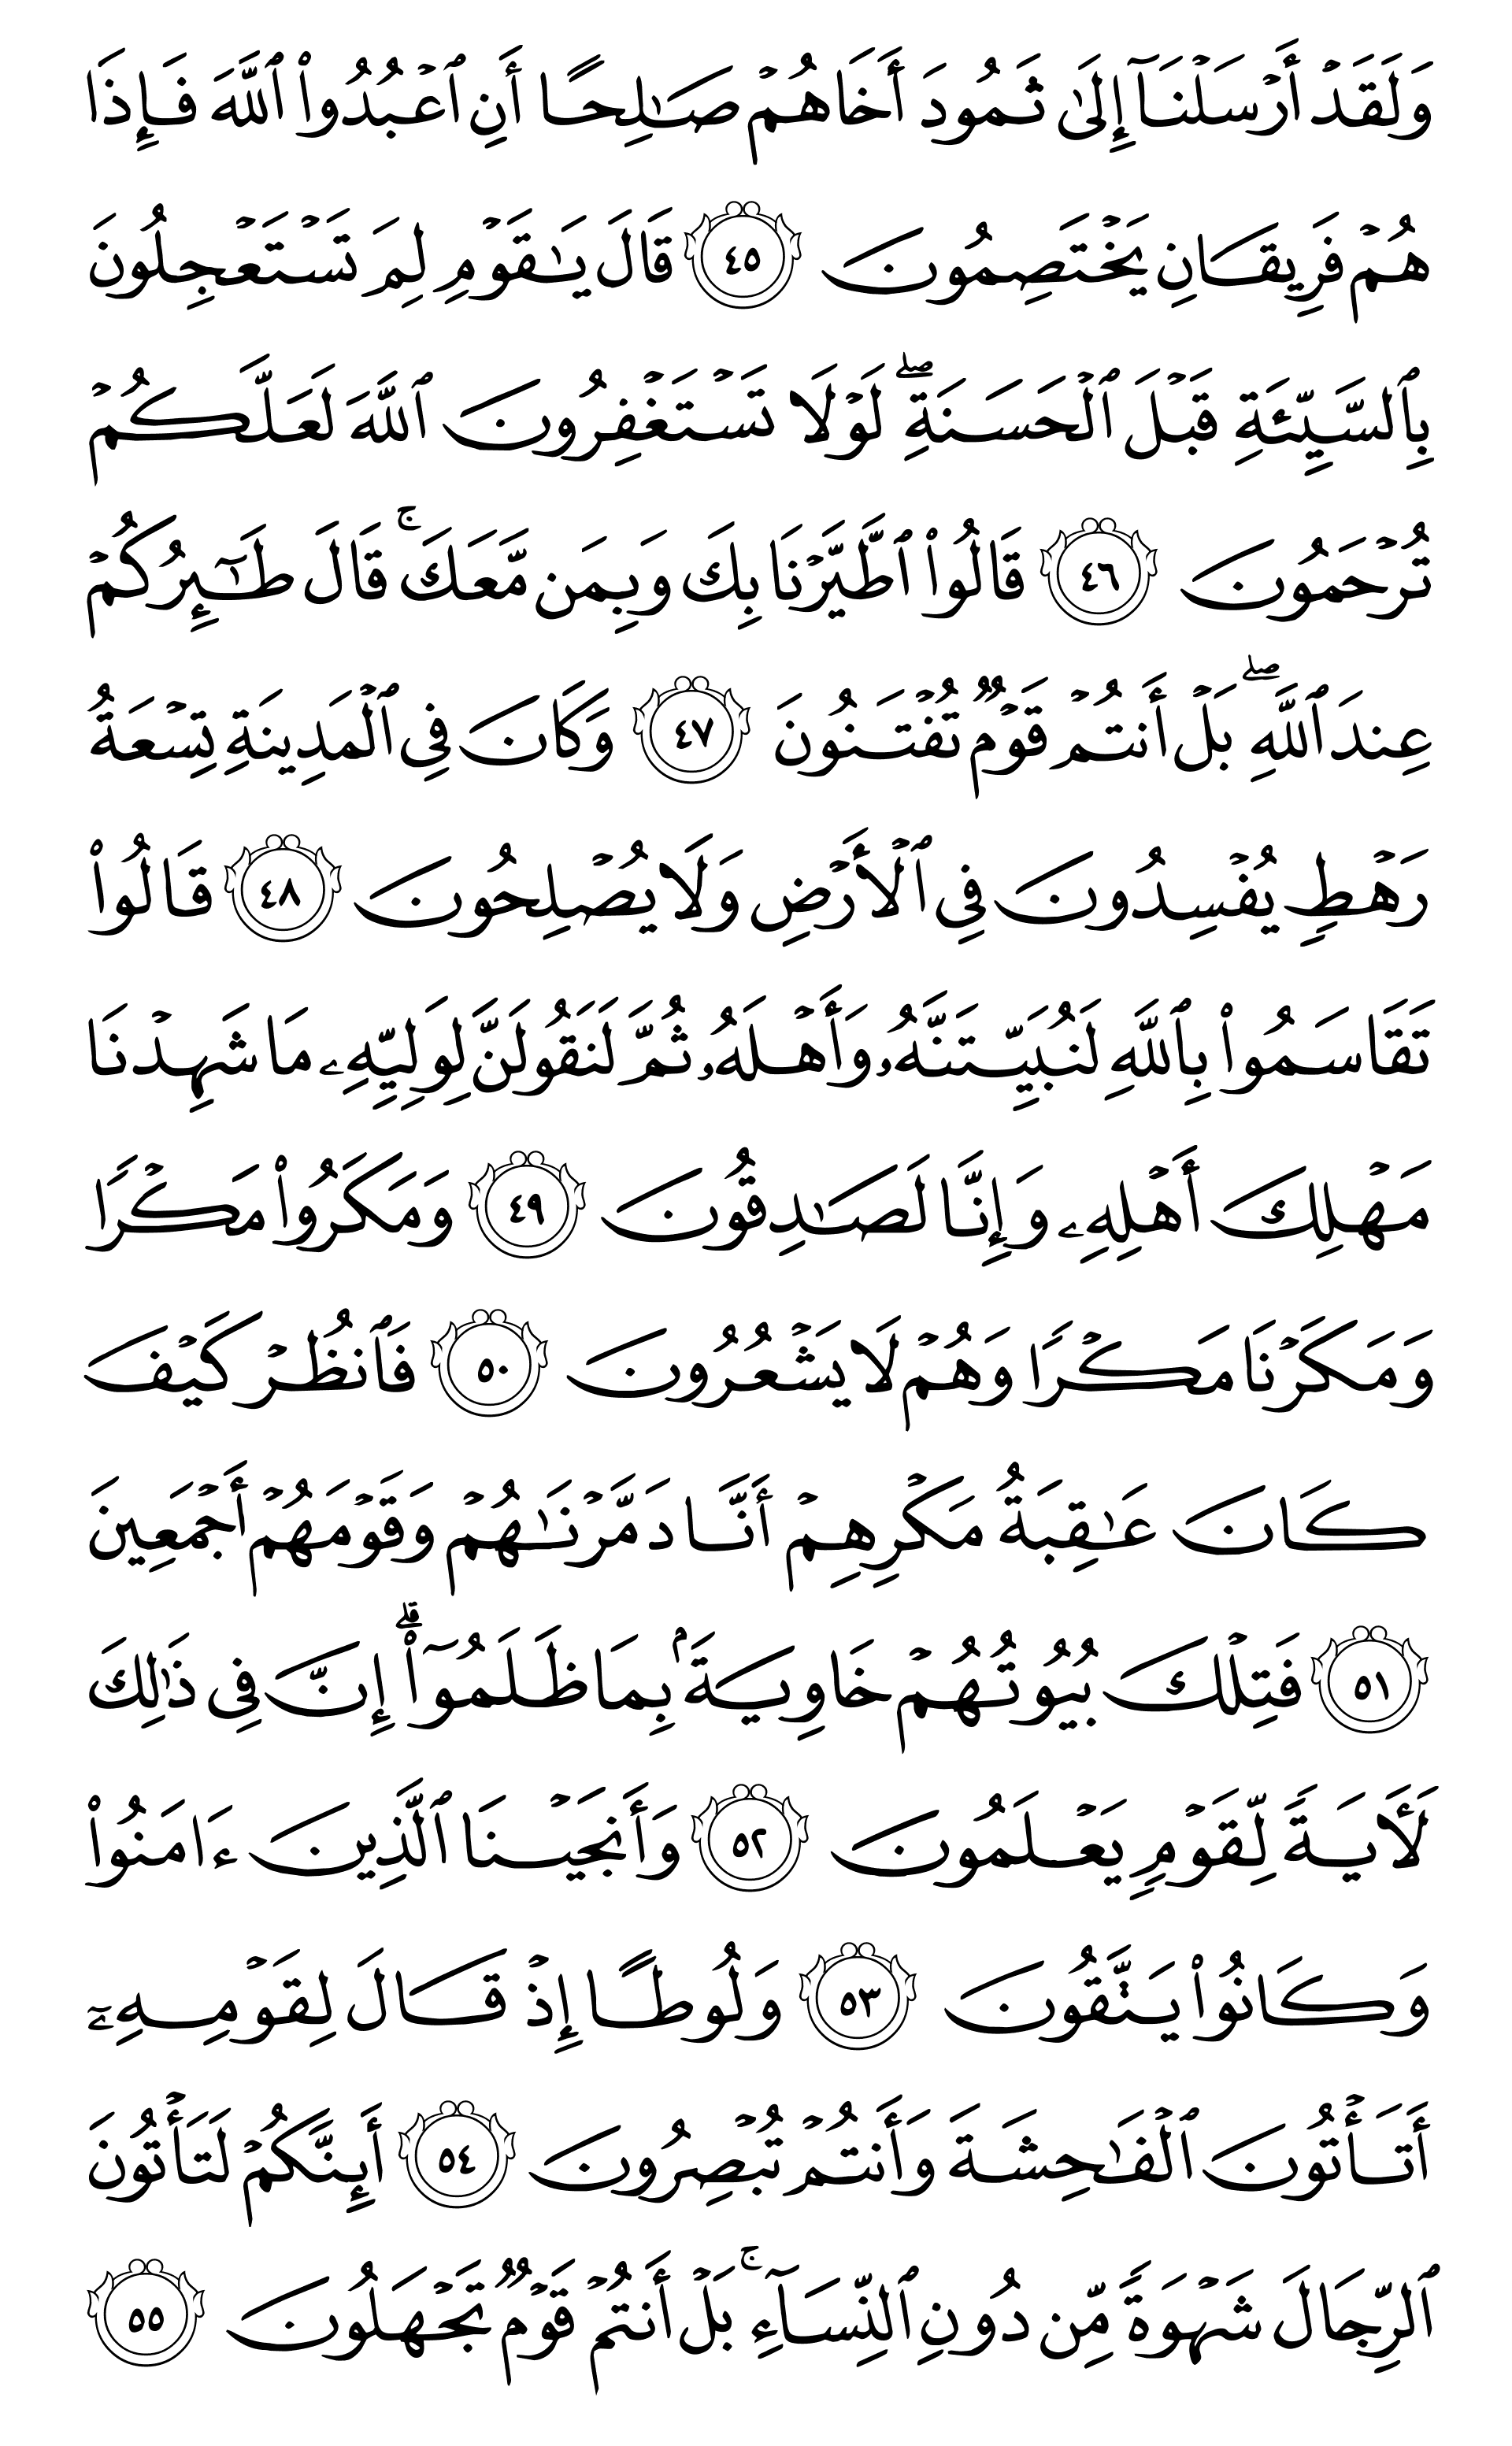 وَلَقَدۡ أَرۡسَلۡنَآ إِلَىٰ ثَمُودَ أَخَاهُمۡ صَٰلِحًا أَنِ ٱعۡبُدُواْ ٱللَّهَ فَإِذَا
هُمۡ فَرِيقَانِ يَخۡتَصِمُونَ ٤٥ قَالَ يَٰقَوۡمِ لِمَ تَسۡتَعۡجِلُونَ
بِٱلسَّيِّئَةِ قَبۡلَ ٱلۡحَسَنَةِۖ لَوۡلَا تَسۡتَغۡفِرُونَ ٱللَّهَ لَعَلَّكُمۡ
تُرۡحَمُونَ ٤٦ قَالُواْ ٱطَّيَّرۡنَا بِكَ وَبِمَن مَّعَكَۚ قَالَ طَٰٓئِرُكُمۡ
عِندَ ٱللَّهِۖ بَلۡ أَنتُمۡ قَوۡمٞ تُفۡتَنُونَ ٤٧ وَكَانَ فِي ٱلۡمَدِينَةِ تِسۡعَةُ
رَهۡطٖ يُفۡسِدُونَ فِي ٱلۡأَرۡضِ وَلَا يُصۡلِحُونَ ٤٨ قَالُواْ
تَقَاسَمُواْ بِٱللَّهِ لَنُبَيِّتَنَّهُۥ وَأَهۡلَهُۥ ثُمَّ لَنَقُولَنَّ لِوَلِيِّهِۦ مَا شَهِدۡنَا
مَهۡلِكَ أَهۡلِهِۦ وَإِنَّا لَصَٰدِقُونَ ٤٩ وَمَكَرُواْ مَكۡرٗا
وَمَكَرۡنَا مَكۡرٗا وَهُمۡ لَا يَشۡعُرُونَ ٥٠ فَٱنظُرۡ كَيۡفَ
كَانَ عَٰقِبَةُ مَكۡرِهِمۡ أَنَّا دَمَّرۡنَٰهُمۡ وَقَوۡمَهُمۡ أَجۡمَعِينَ
٥١ فَتِلۡكَ بُيُوتُهُمۡ خَاوِيَةَۢ بِمَا ظَلَمُوٓاْۚ إِنَّ فِي ذَٰلِكَ
لَأٓيَةٗ لِّقَوۡمٖ يَعۡلَمُونَ ٥٢ وَأَنجَيۡنَا ٱلَّذِينَ ءَامَنُواْ
وَكَانُواْ يَتَّقُونَ ٥٣ وَلُوطًا إِذۡ قَالَ لِقَوۡمِهِۦٓ
أَتَأۡتُونَ ٱلۡفَٰحِشَةَ وَأَنتُمۡ تُبۡصِرُونَ ٥٤ أَئِنَّكُمۡ لَتَأۡتُونَ
ٱلرِّجَالَ شَهۡوَةٗ مِّن دُونِ ٱلنِّسَآءِۚ بَلۡ أَنتُمۡ قَوۡمٞ تَجۡهَلُونَ ٥٥